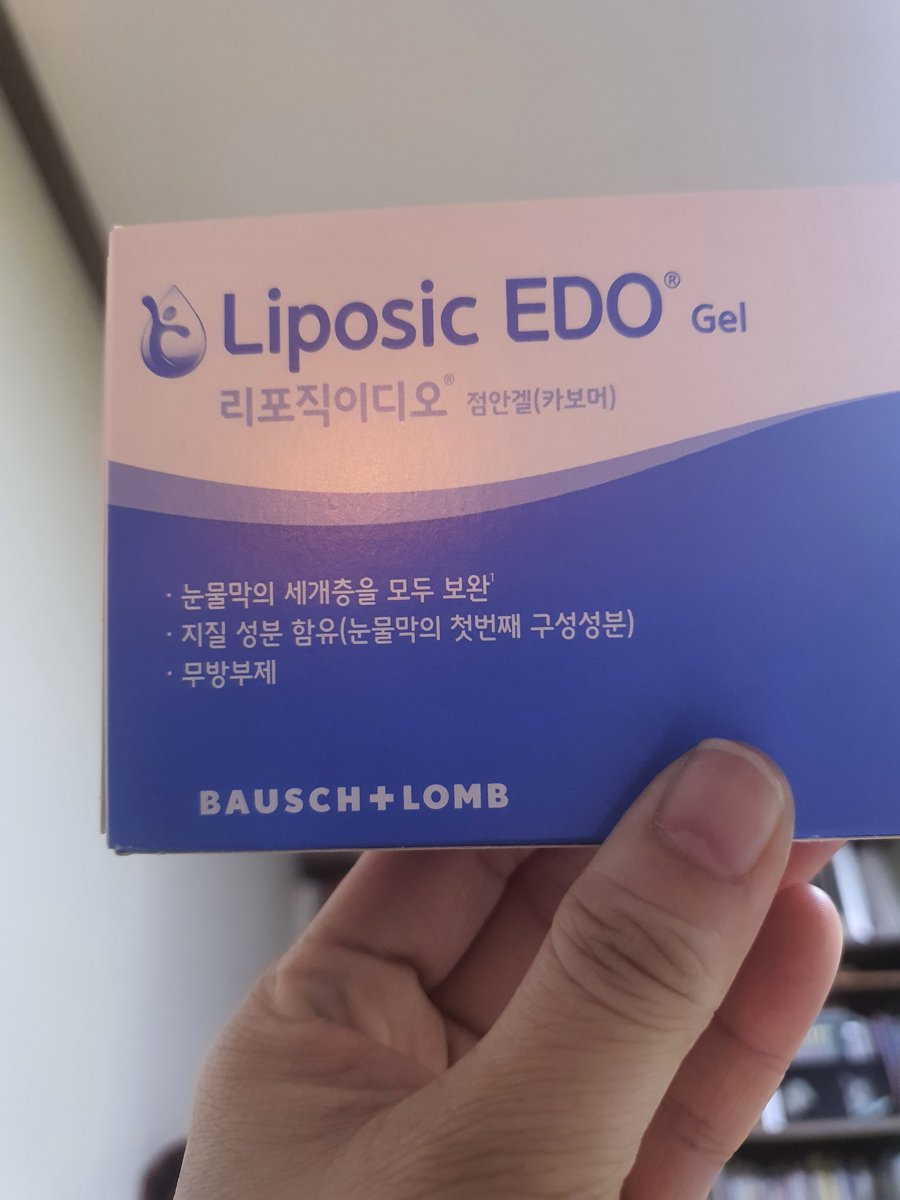 Liposic EDO® Gel
리포직이디오® 점안겔(카보머)
· 눈물막의 세개층을 모두 보완¹
· 지질 성분 함유(눈물막의 첫번째 구성성분)
· 무방부제
BAUSCH+LOMB